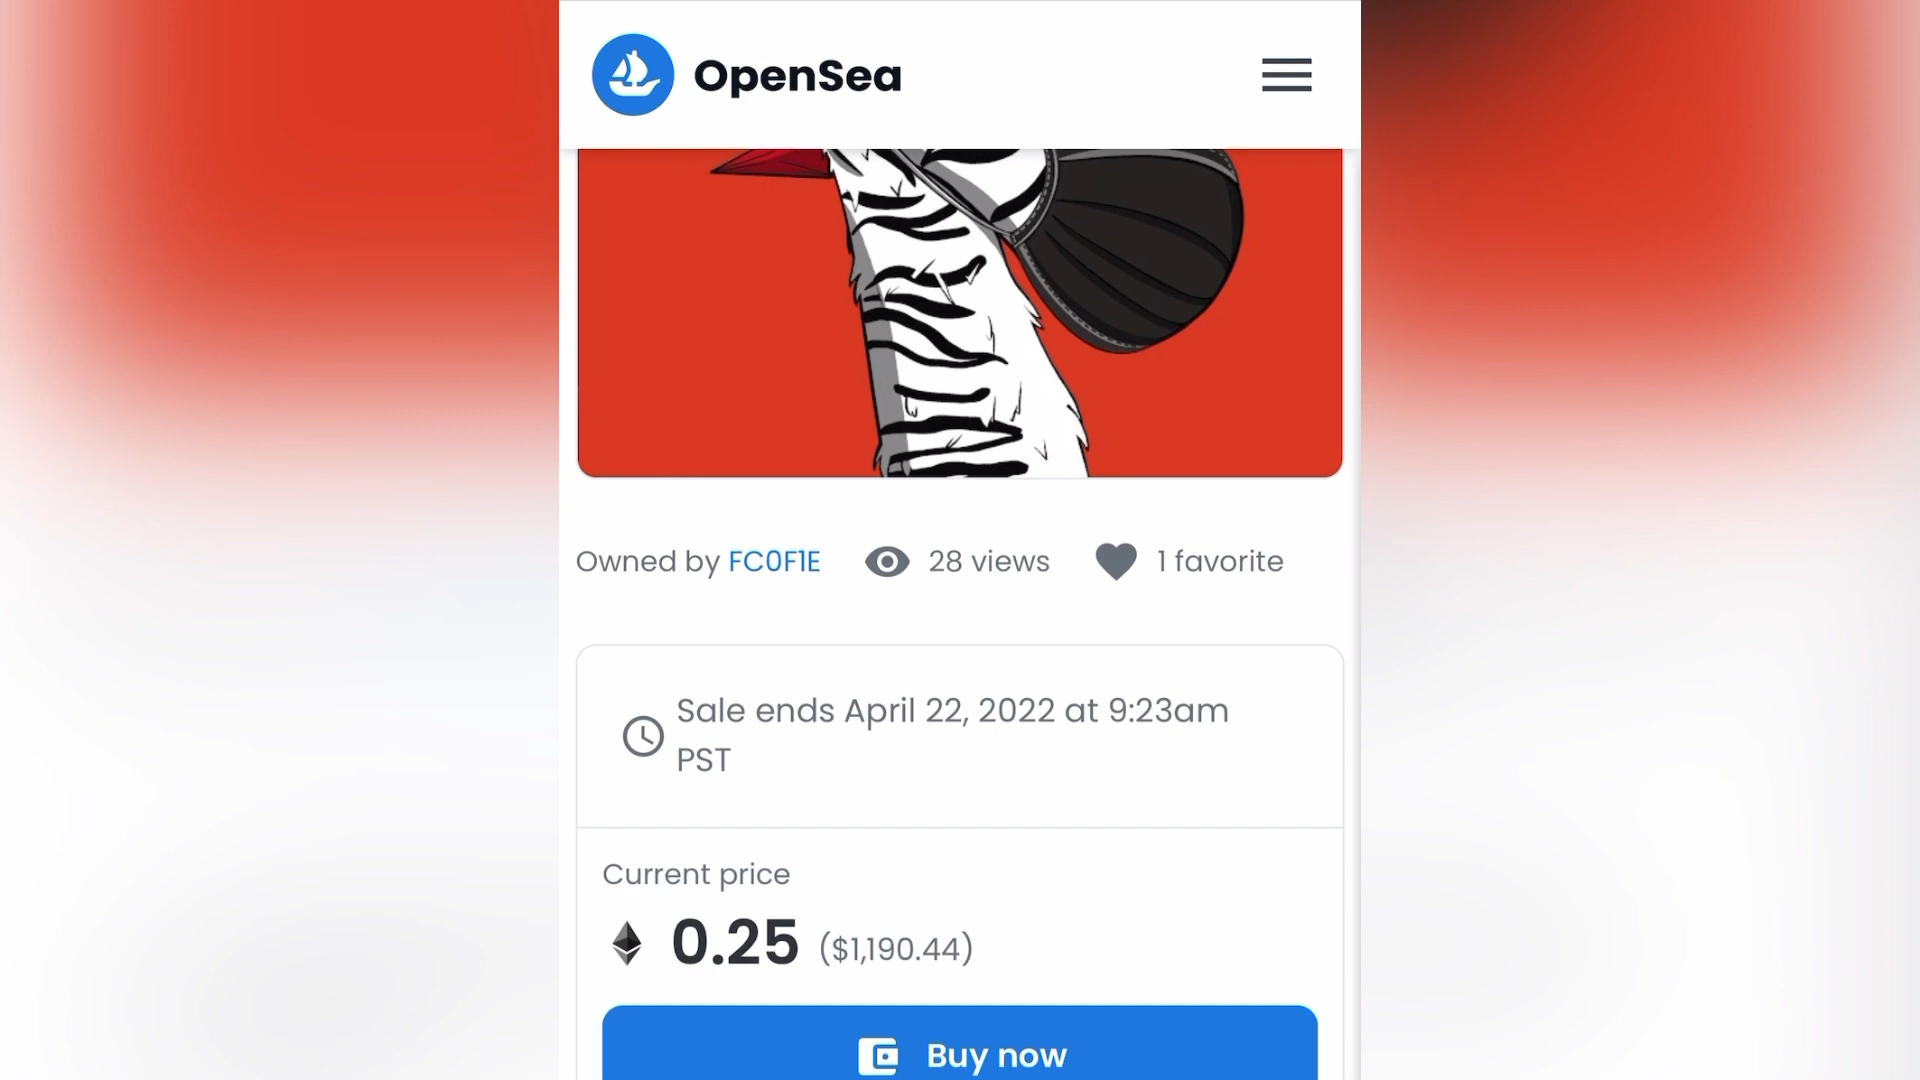 OpenSea
Owned by FC0F1E 28 views 1 favorite
Sale ends April 22, 2022 at 9:23am
PST
Current price
0.25 ($1,190.44)
Buy now